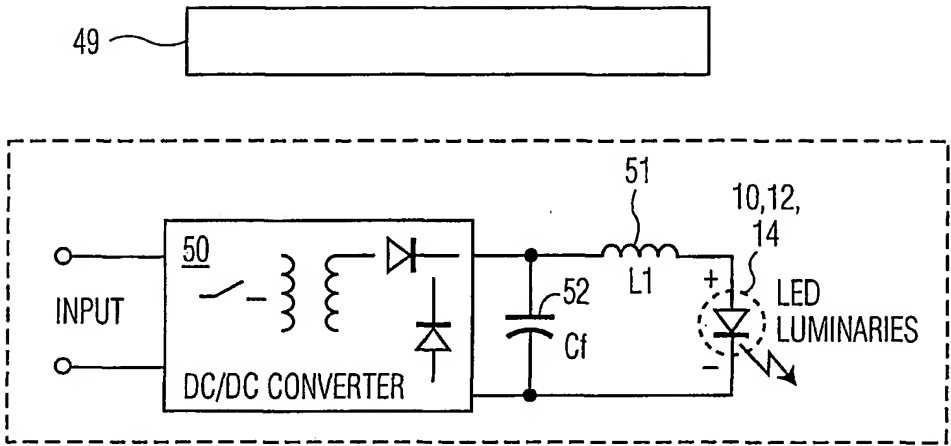 49
51
10,12,
14
50
L1
+
LED
LUMINARIES
INPUT
52
Cf
-
DC/DC CONVERTER